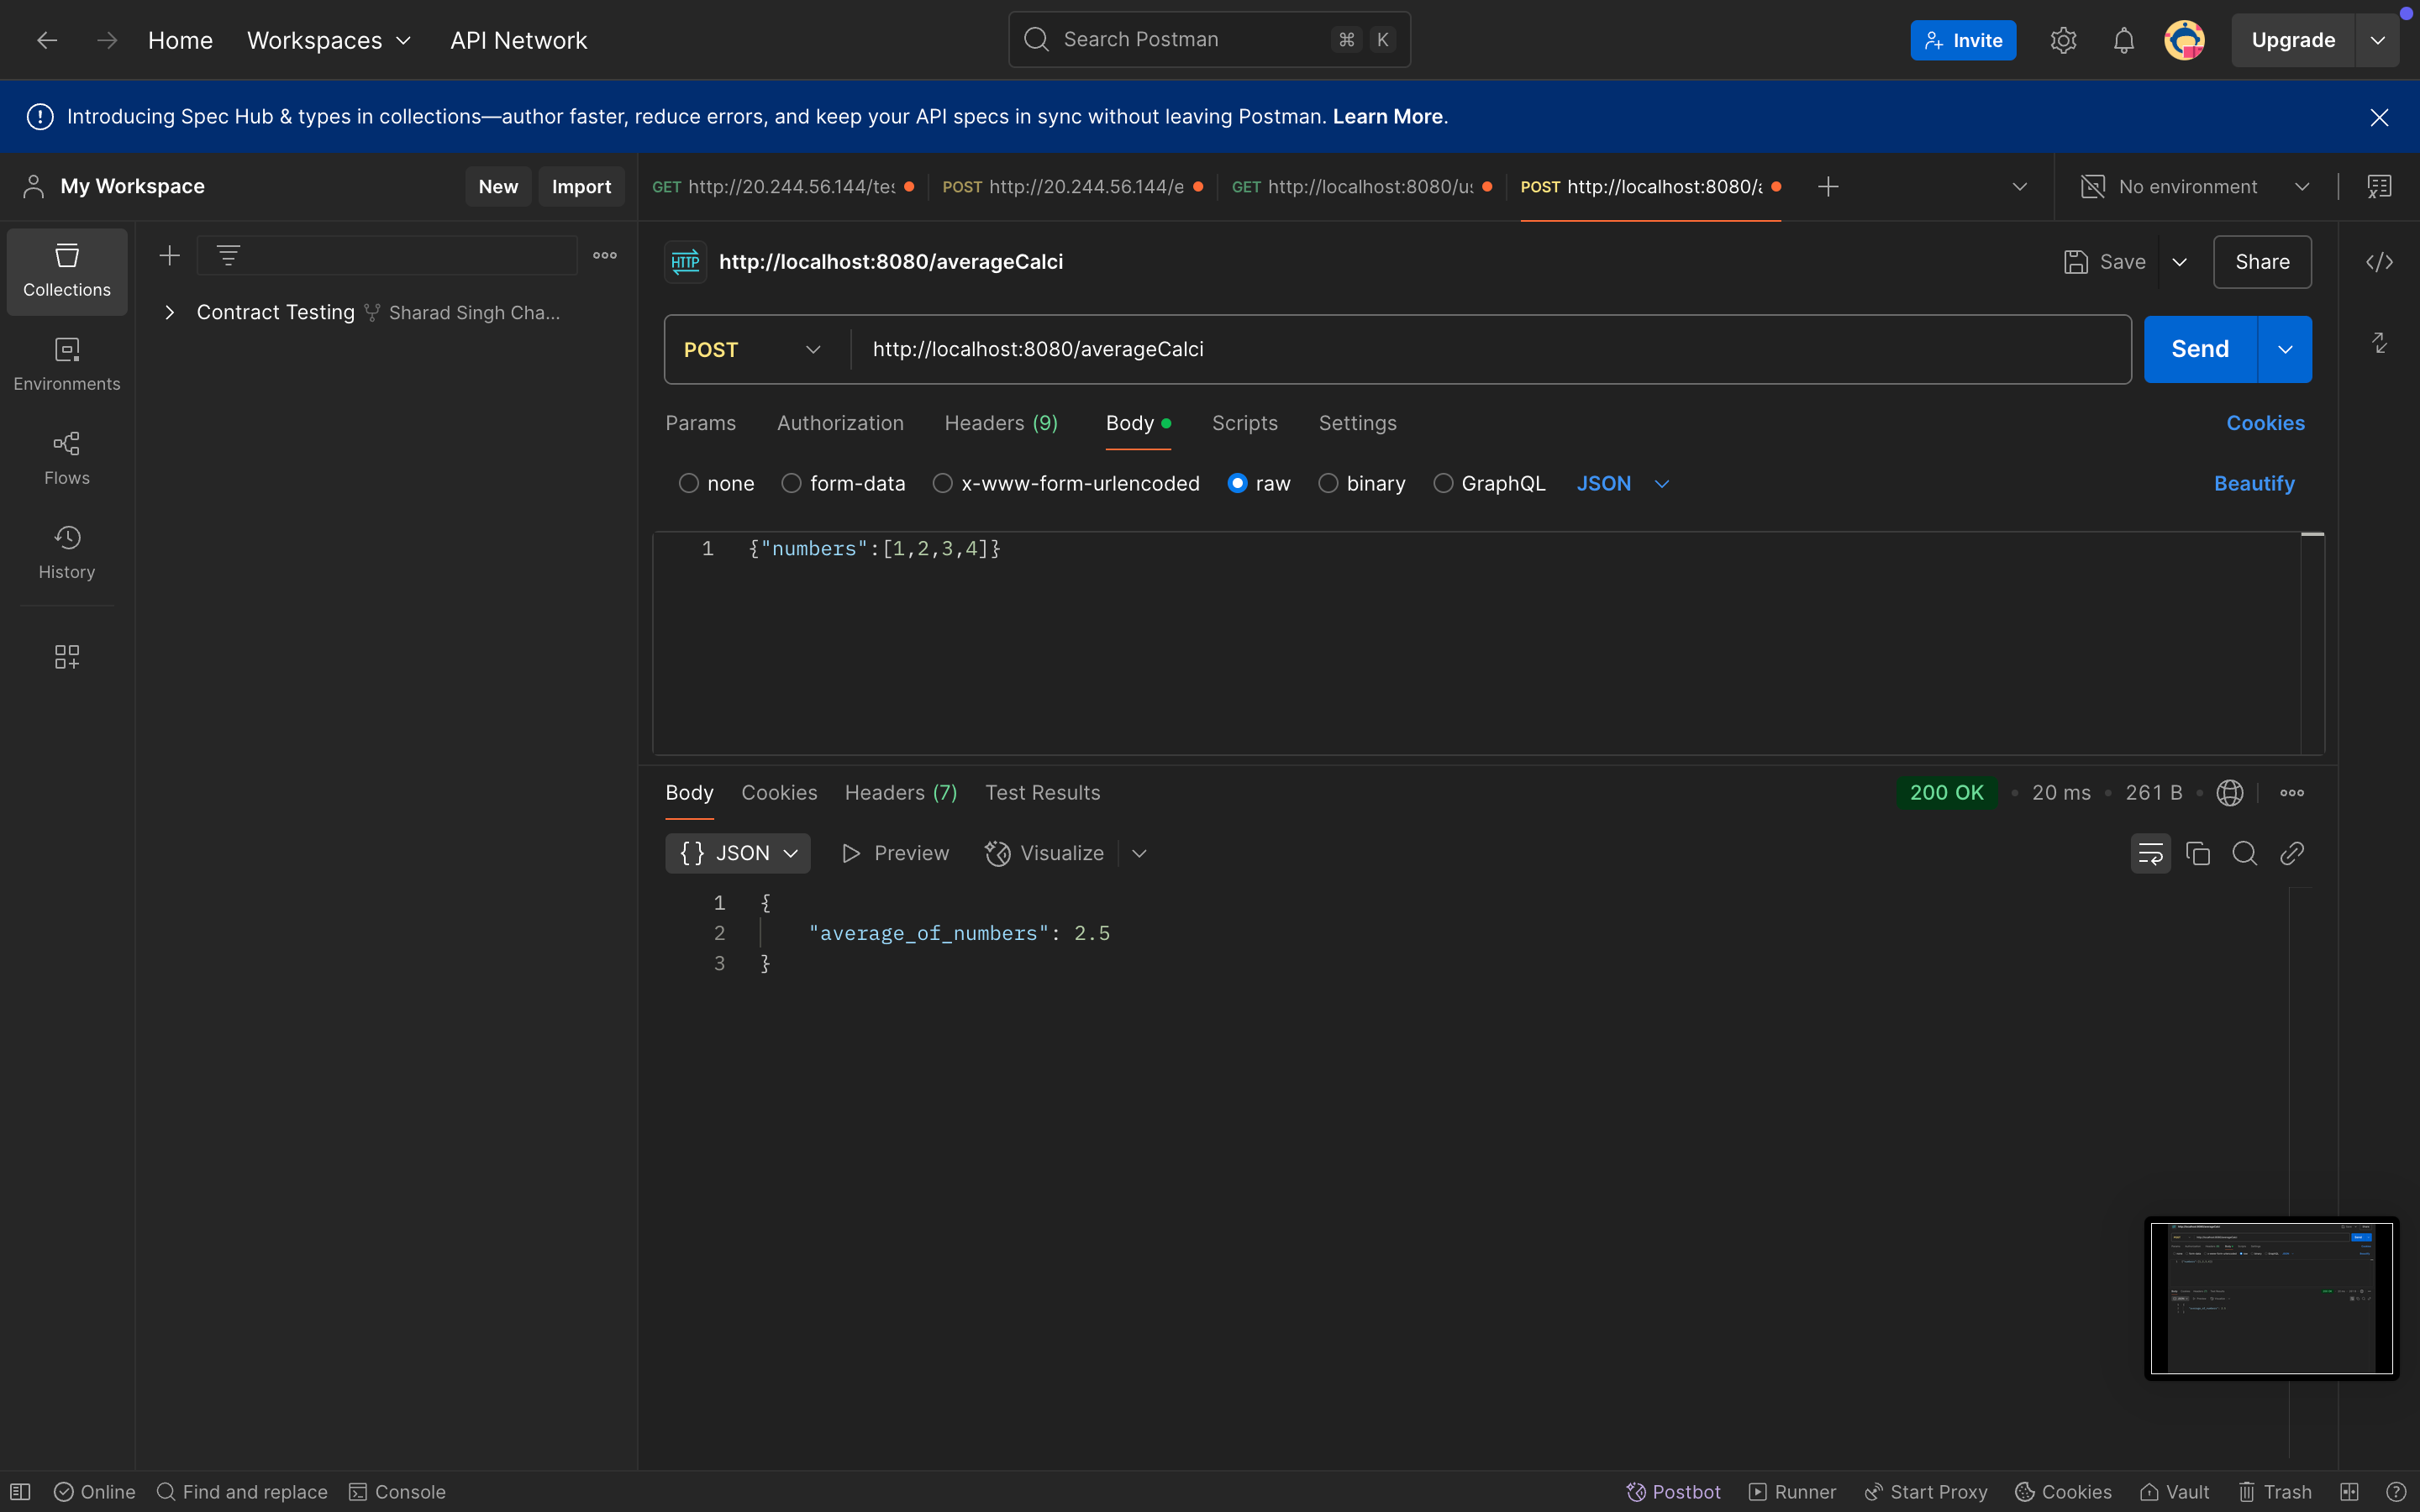 Home Workspaces API Network Search Postman ⌘ K Invite Upgrade
Introducing Spec Hub & types in collections—author faster, reduce errors, and keep your API specs in sync without leaving Postman. Learn More.
My Workspace New Import GET http://20.244.56.144/tes POST http://20.244.56.144/e GET http://localhost:8080/us POST http://localhost:8080/a No environment
Collections
Environments
Flows
History
Contract Testing Sharad Singh Cha...
HTTP http://localhost:8080/averageCalci Save Share
POST http://localhost:8080/averageCalci Send
Params Authorization Headers (9) Body Scripts Settings Cookies
none form-data x-www-form-urlencoded raw binary GraphQL JSON Beautify
1 {"numbers":[1,2,3,4]}
Body Cookies Headers (7) Test Results 200 OK 20 ms 261 B
{} JSON Preview Visualize
1 {
2 "average_of_numbers": 2.5
3 }
Online Find and replace Console Postbot Runner Start Proxy Cookies Vault Trash